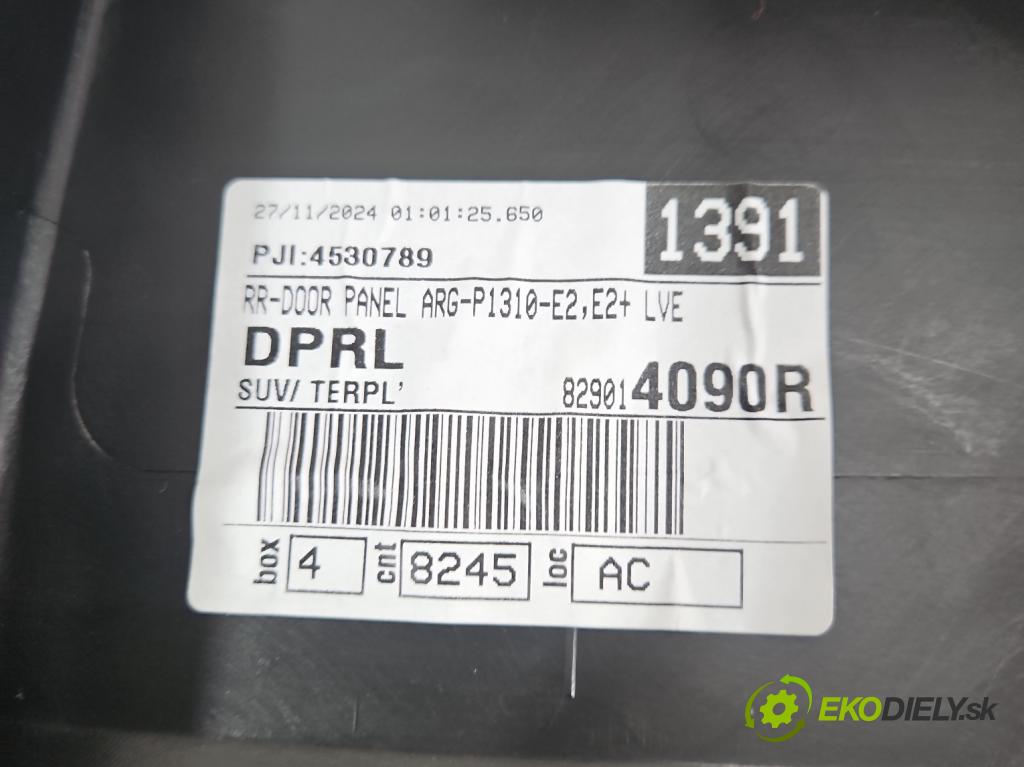 27/11/2024 01:01:25.650
1391
PJI:4530789
RR-DOOR PANEL ARG-P1310-E2,E2+ LVE
DPRL
SUV/ TERPL' 829014090R
box 4 cnt 8245 loc AC
EKODIELY.sk